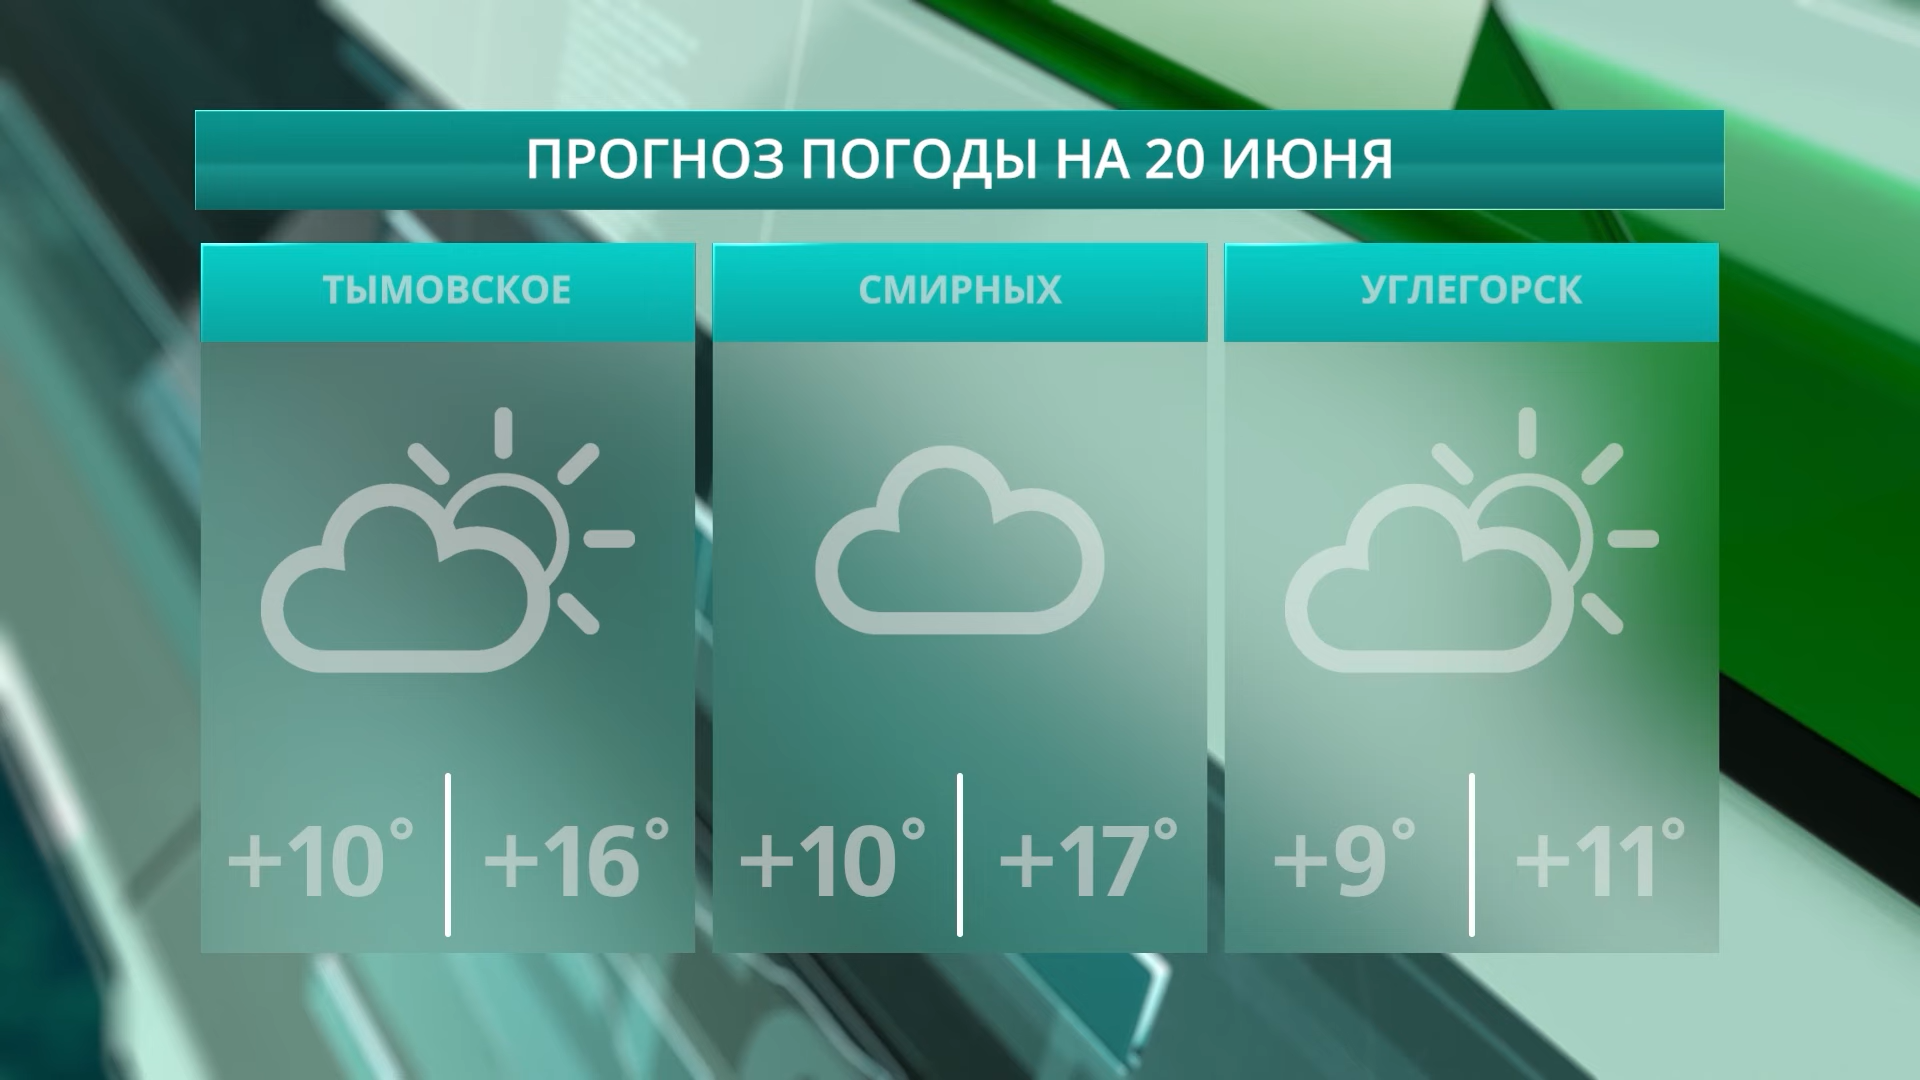 ПРОГНОЗ ПОГОДЫ НА 20 ИЮНЯ
ТЫМОВСКОЕ
СМИРНЫХ
УГЛЕГОРСК
+10° +16°
+10° +17°
+9° +11°